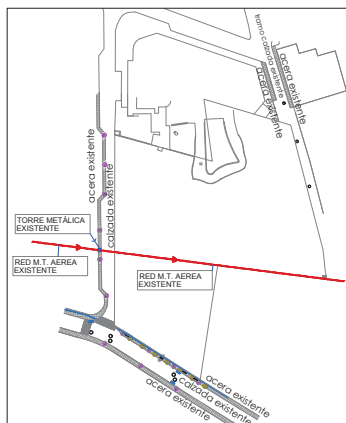 tramo calzada existente
acera existente
acera existente
acera existente
calzada existente
TORRE METÁLICA
EXISTENTE
RED M.T. AEREA
EXISTENTE
RED M.T. AEREA
EXISTENTE
acera existente
calzada existente
acera existente